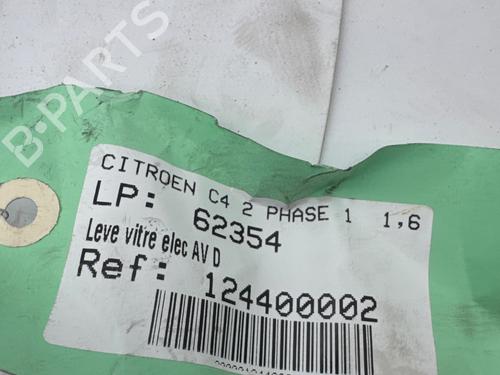 B-PARTS
CITROEN C4 2 PHASE 1 1,6
LP: 62354
Leve vitre elec AV D
Ref: 124400002